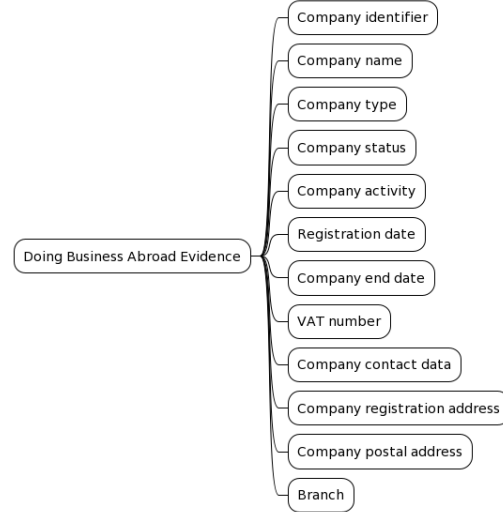 Company identifier
Company name
Company type
Company status
Company activity
Registration date
Doing Business Abroad Evidence
Company end date
VAT number
Company contact data
Company registration address
Company postal address
Branch